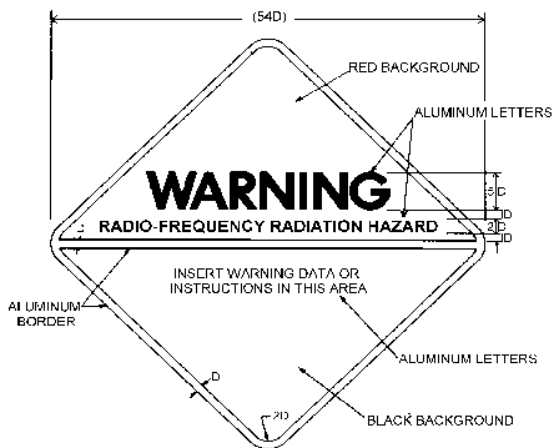 (54D)
RED BACKGROUND
ALUMINUM LETTERS
WARNING
5D
D
RADIO-FREQUENCY RADIATION HAZARD
2D
D
INSERT WARNING DATA OR
INSTRUCTIONS IN THIS AREA
ALUMINUM
BORDER
ALUMINUM LETTERS
D
2D
BLACK BACKGROUND